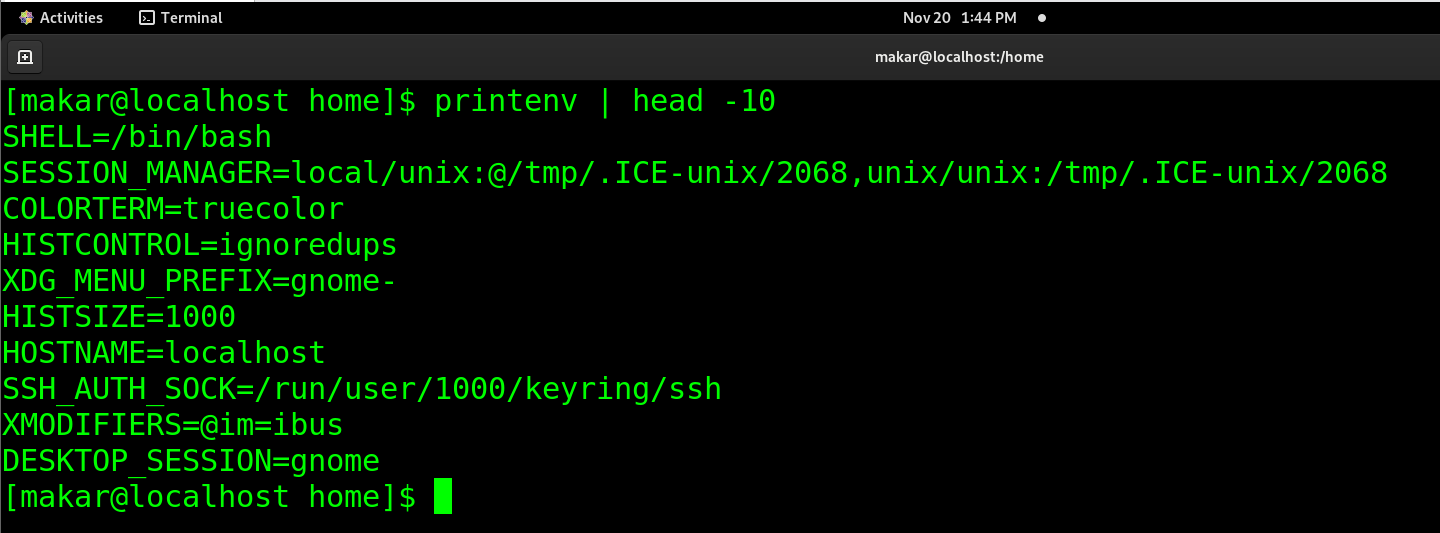 Activities Terminal Nov 20 1:44 PM
makar@localhost:/home
[makar@localhost home]$ printenv | head -10
SHELL=/bin/bash
SESSION_MANAGER=local/unix:@/tmp/.ICE-unix/2068,unix/unix:/tmp/.ICE-unix/2068
COLORTERM=truecolor
HISTCONTROL=ignoredups
XDG_MENU_PREFIX=gnome-
HISTSIZE=1000
HOSTNAME=localhost
SSH_AUTH_SOCK=/run/user/1000/keyring/ssh
XMODIFIERS=@im=ibus
DESKTOP_SESSION=gnome
[makar@localhost home]$